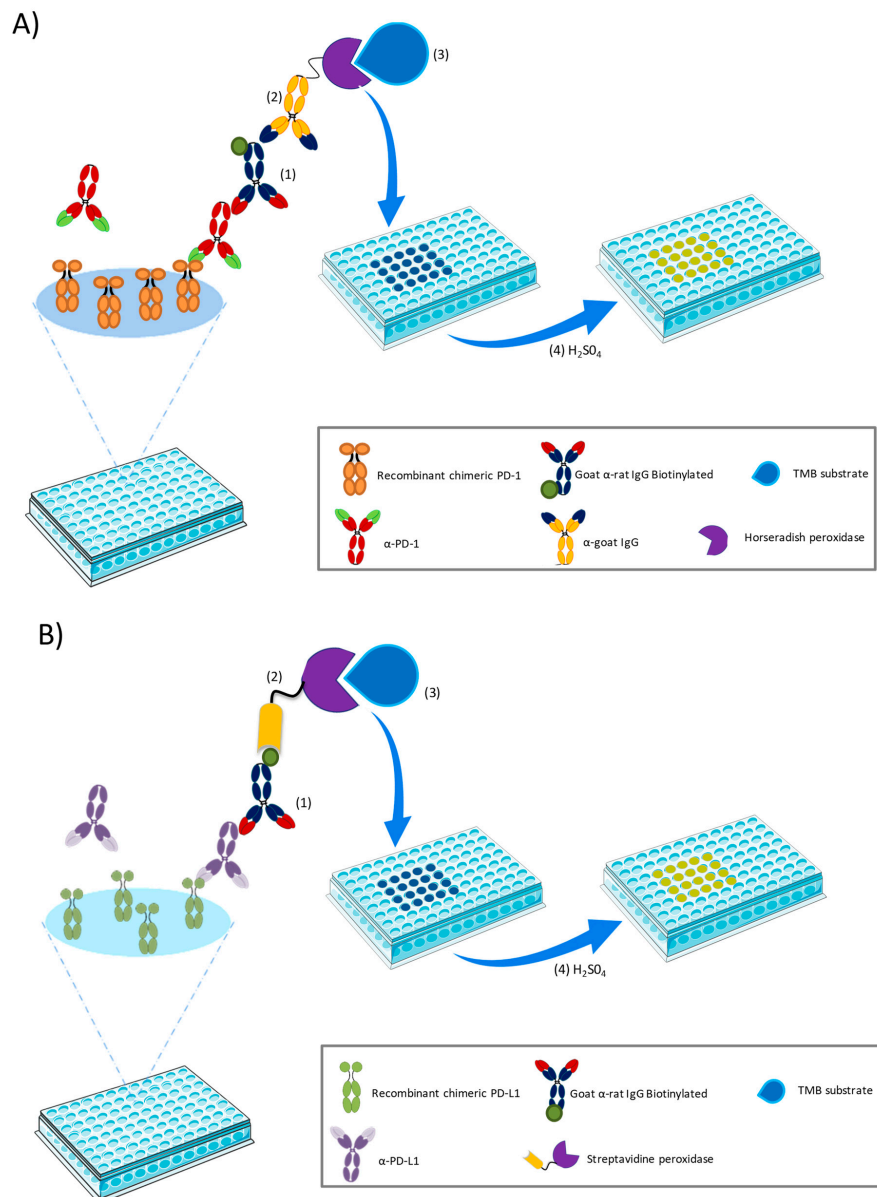 A)
(3)
(2)
(1)
(4) H₂S0₄
Recombinant chimeric PD-1
Goat α-rat IgG Biotinylated
TMB substrate
α-PD-1
α-goat IgG
Horseradish peroxidase
B)
(2)
(3)
(1)
(4) H₂S0₄
Recombinant chimeric PD-L1
Goat α-rat IgG Biotinylated
TMB substrate
α-PD-L1
Streptavidine peroxidase